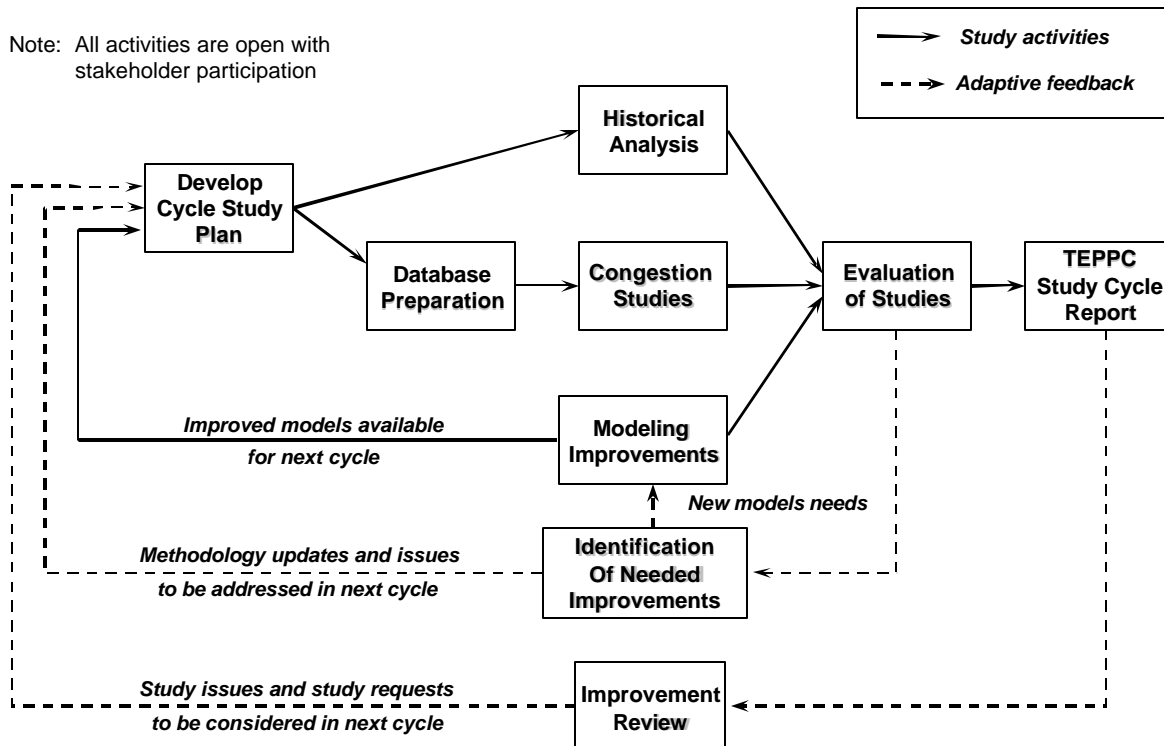 Note: All activities are open with
stakeholder participation
Study activities
Adaptive feedback
Historical
Analysis
Develop
Cycle Study
Plan
Database
Preparation
Congestion
Studies
Evaluation
of Studies
TEPPC
Study Cycle
Report
Improved models available
for next cycle
Modeling
Improvements
New models needs
Methodology updates and issues
to be addressed in next cycle
Identification
Of Needed
Improvements
Study issues and study requests
to be considered in next cycle
Improvement
Review